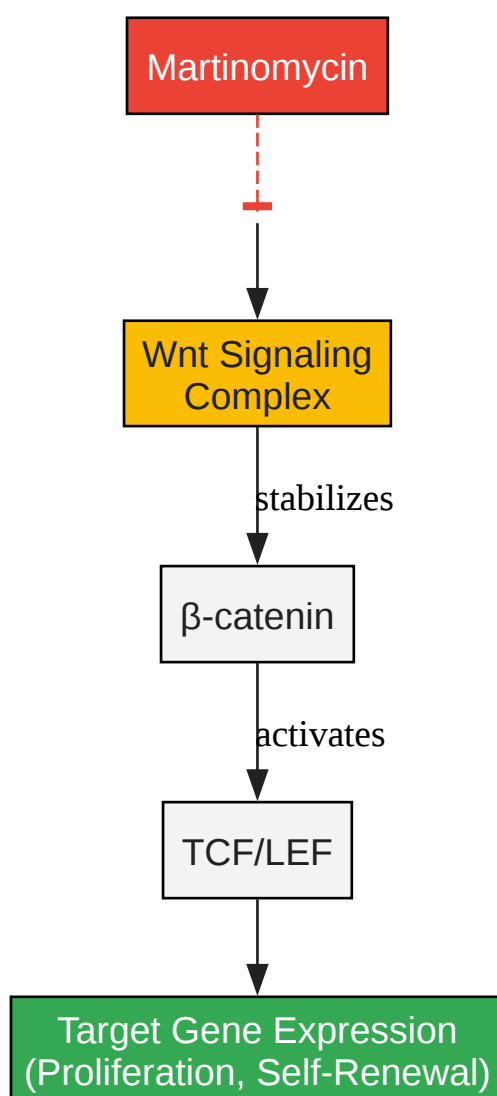 Martinomycin
Wnt Signaling
Complex
stabilizes
β-catenin
activates
TCF/LEF
Target Gene Expression
(Proliferation, Self-Renewal)